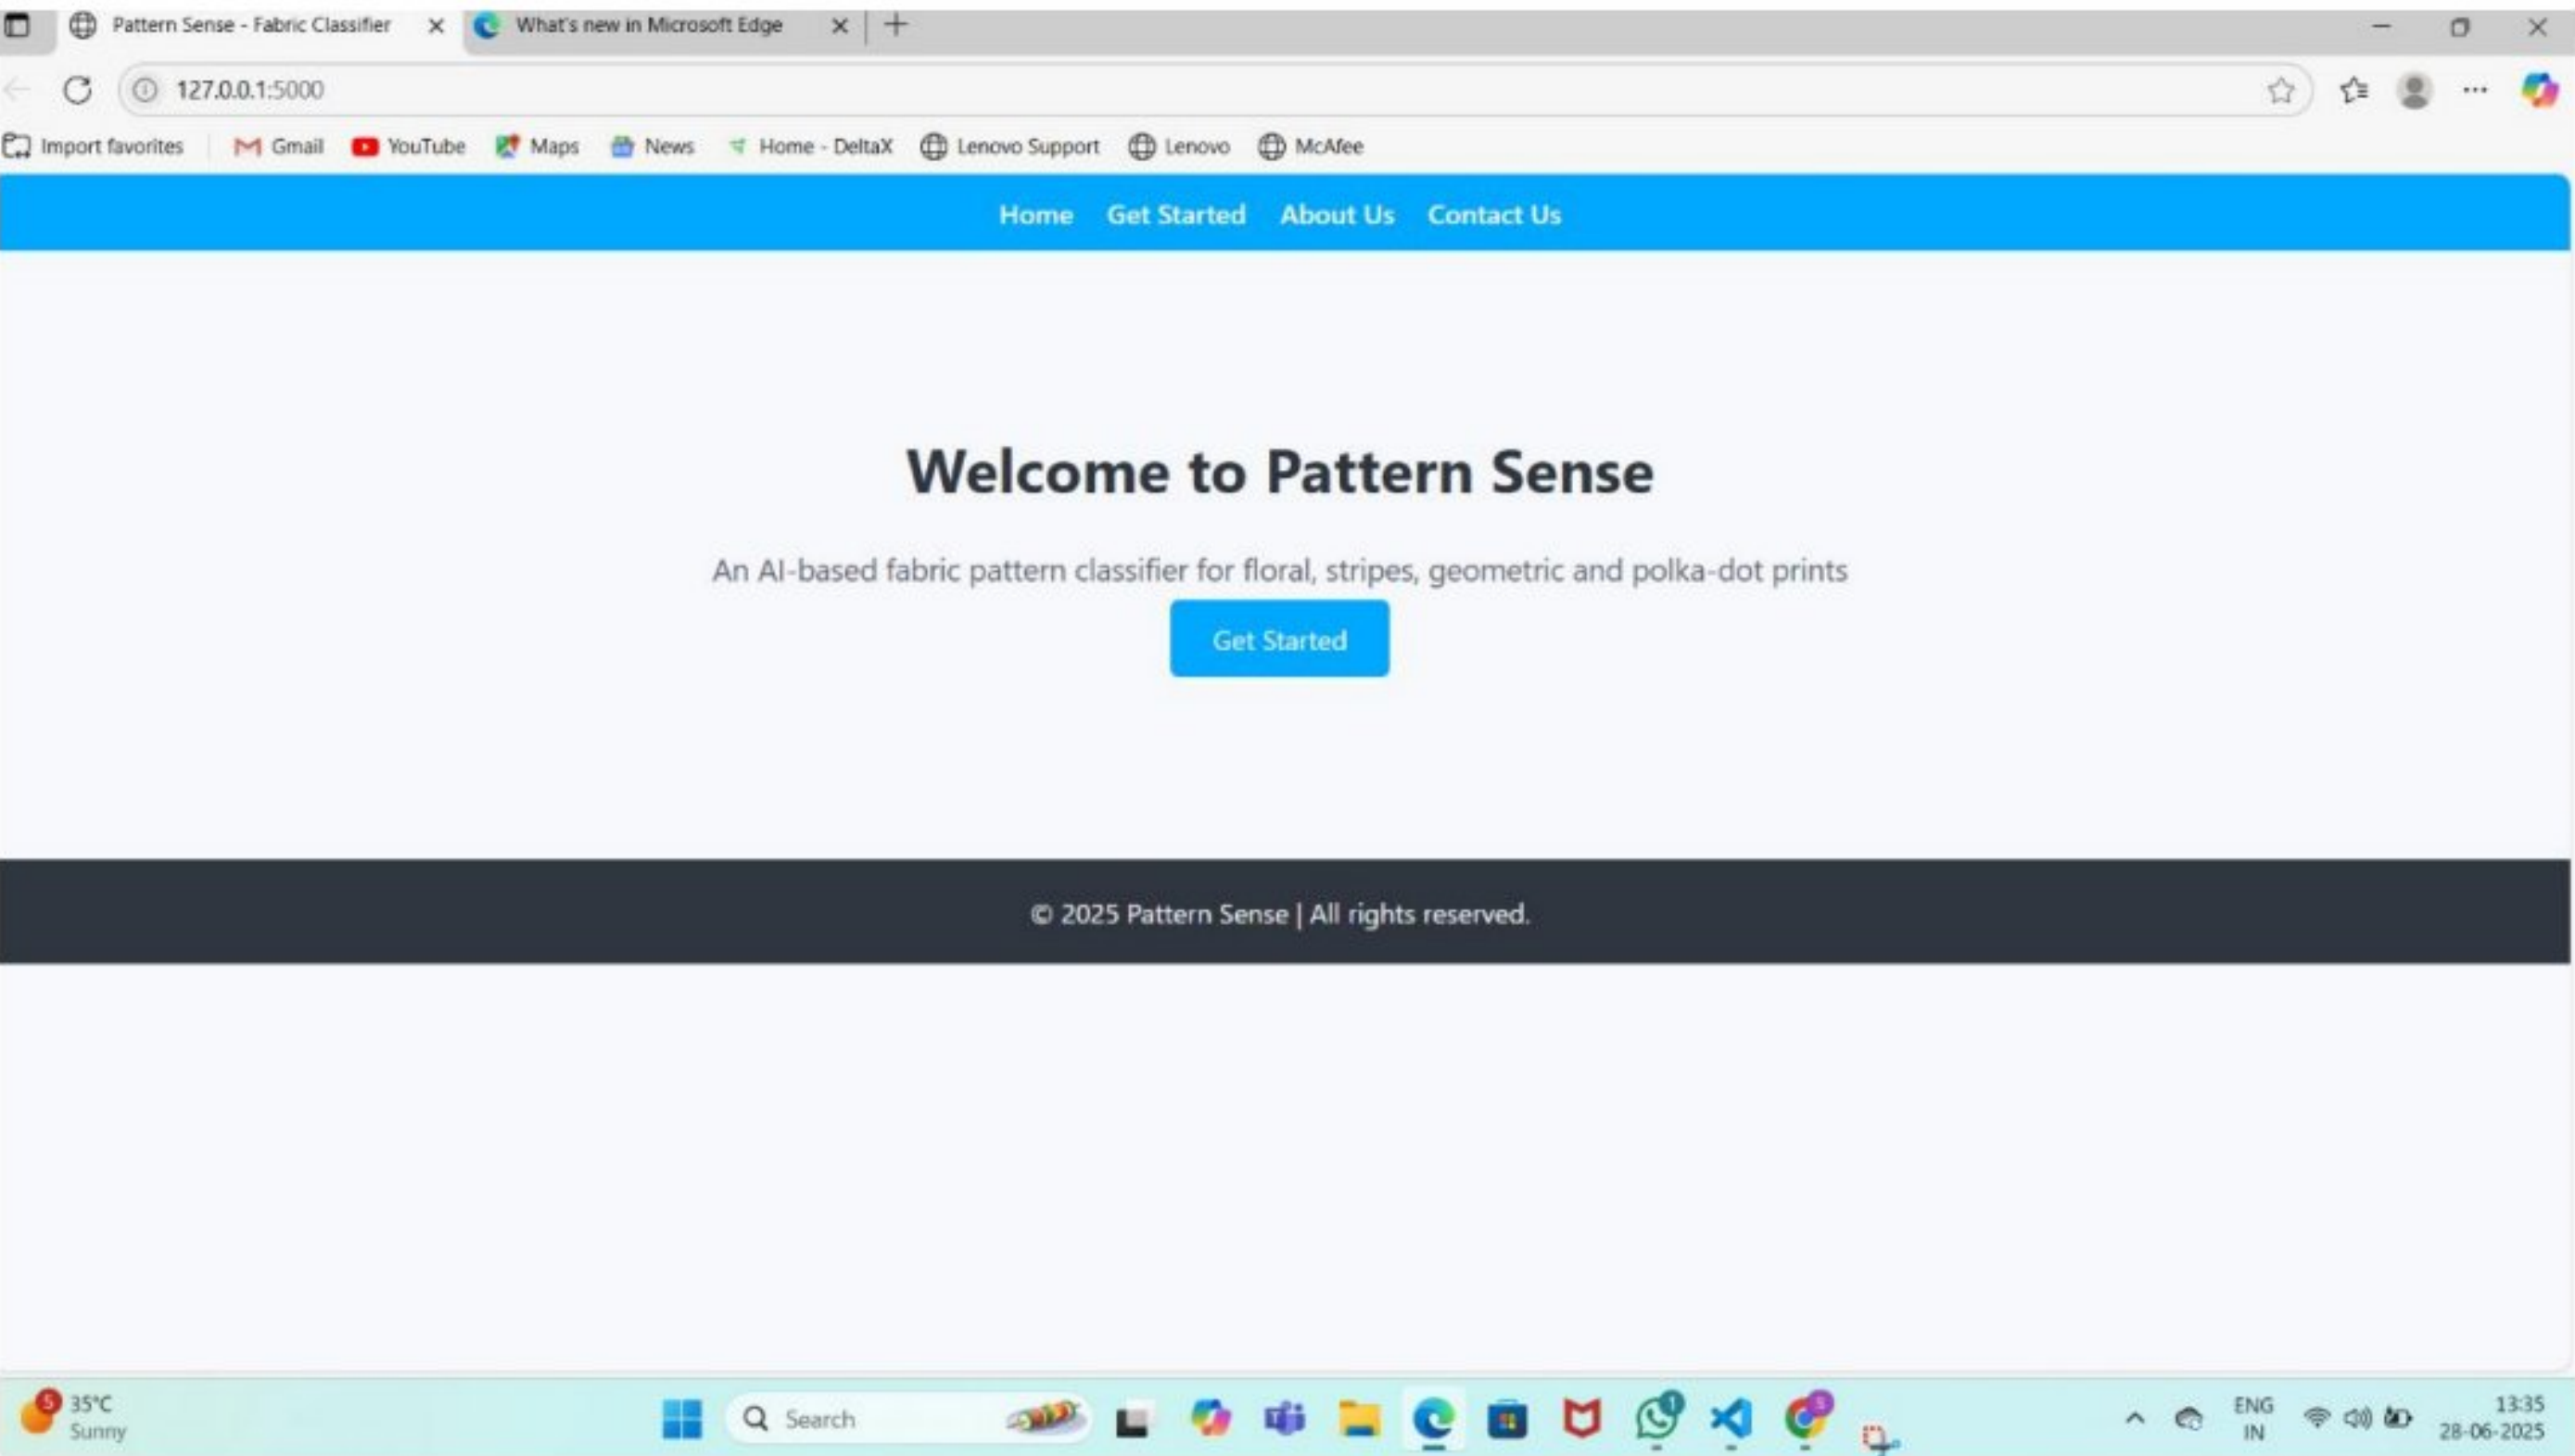 Pattern Sense - Fabric Classifier
What's new in Microsoft Edge
127.0.0.1:5000
Import favorites Gmail YouTube Maps News Home - DeltaX Lenovo Support Lenovo McAfee
Home Get Started About Us Contact Us
Welcome to Pattern Sense
An AI-based fabric pattern classifier for floral, stripes, geometric and polka-dot prints
Get Started
© 2025 Pattern Sense | All rights reserved.
5
35°C
Sunny
Search
1
ENG
IN
13:35
28-06-2025